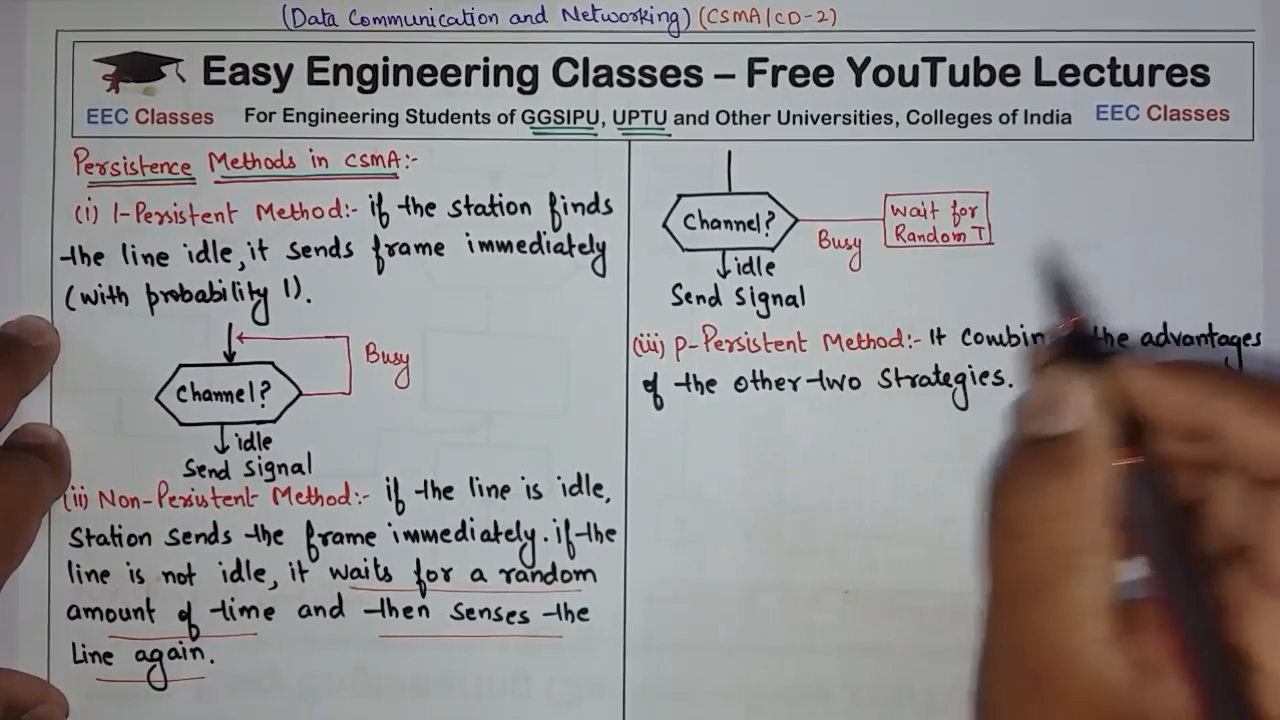 (Data Communication and Networking) (CSMA/CD-2)
Easy Engineering Classes – Free YouTube Lectures
EEC Classes For Engineering Students of GGSIPU, UPTU and Other Universities, Colleges of India EEC Classes
Persistence Methods in CSMA:-
(i) 1-Persistent Method:- if the station finds
the line idle, it sends frame immediately
(with probability 1).
Busy
Channel?
idle
Send Signal
(ii) Non-Persistent Method:- if the line is idle,
Station sends the frame immediately. if the
line is not idle, it waits for a random
amount of time and then senses the
Line again.
Channel?
Busy
Wait for
Random T
idle
Send Signal
(iii) P-Persistent Method:- It the advantages
of the other two Strategies.